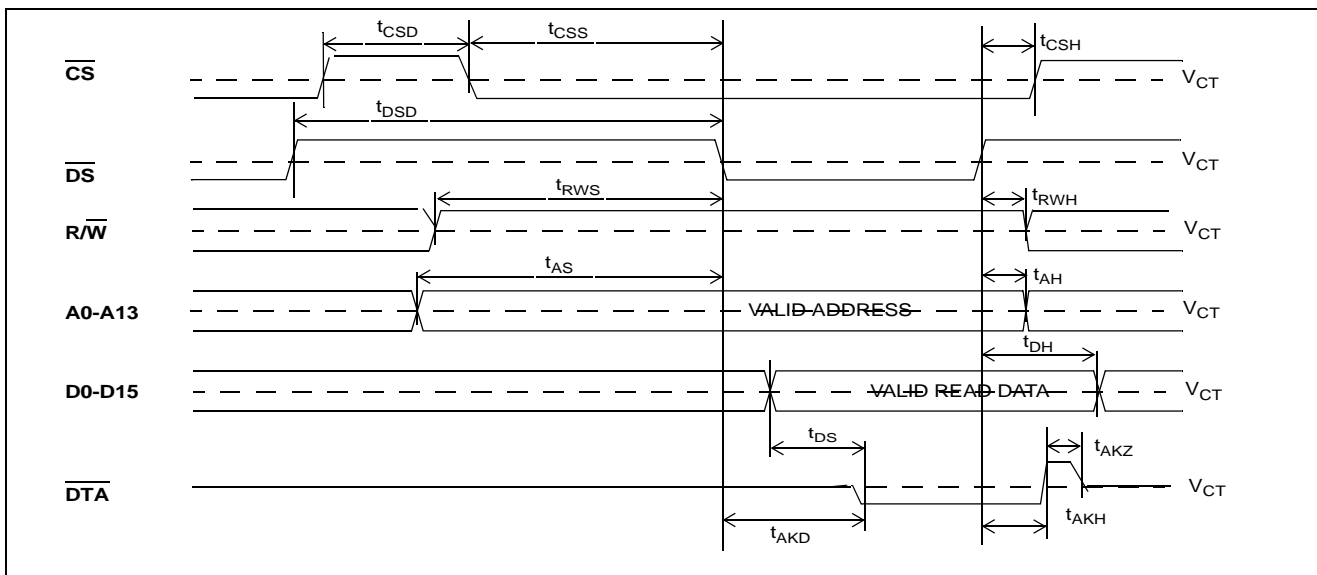 tCSD
tCSS
tCSH
CS
VCT
tDSD
DS
VCT
tRWS
tRWH
R/W
VCT
tAS
tAH
A0-A13
VALID ADDRESS
VCT
tDH
D0-D15
VALID READ DATA
VCT
tDS
tAKZ
DTA
VCT
tAKD
tAKH